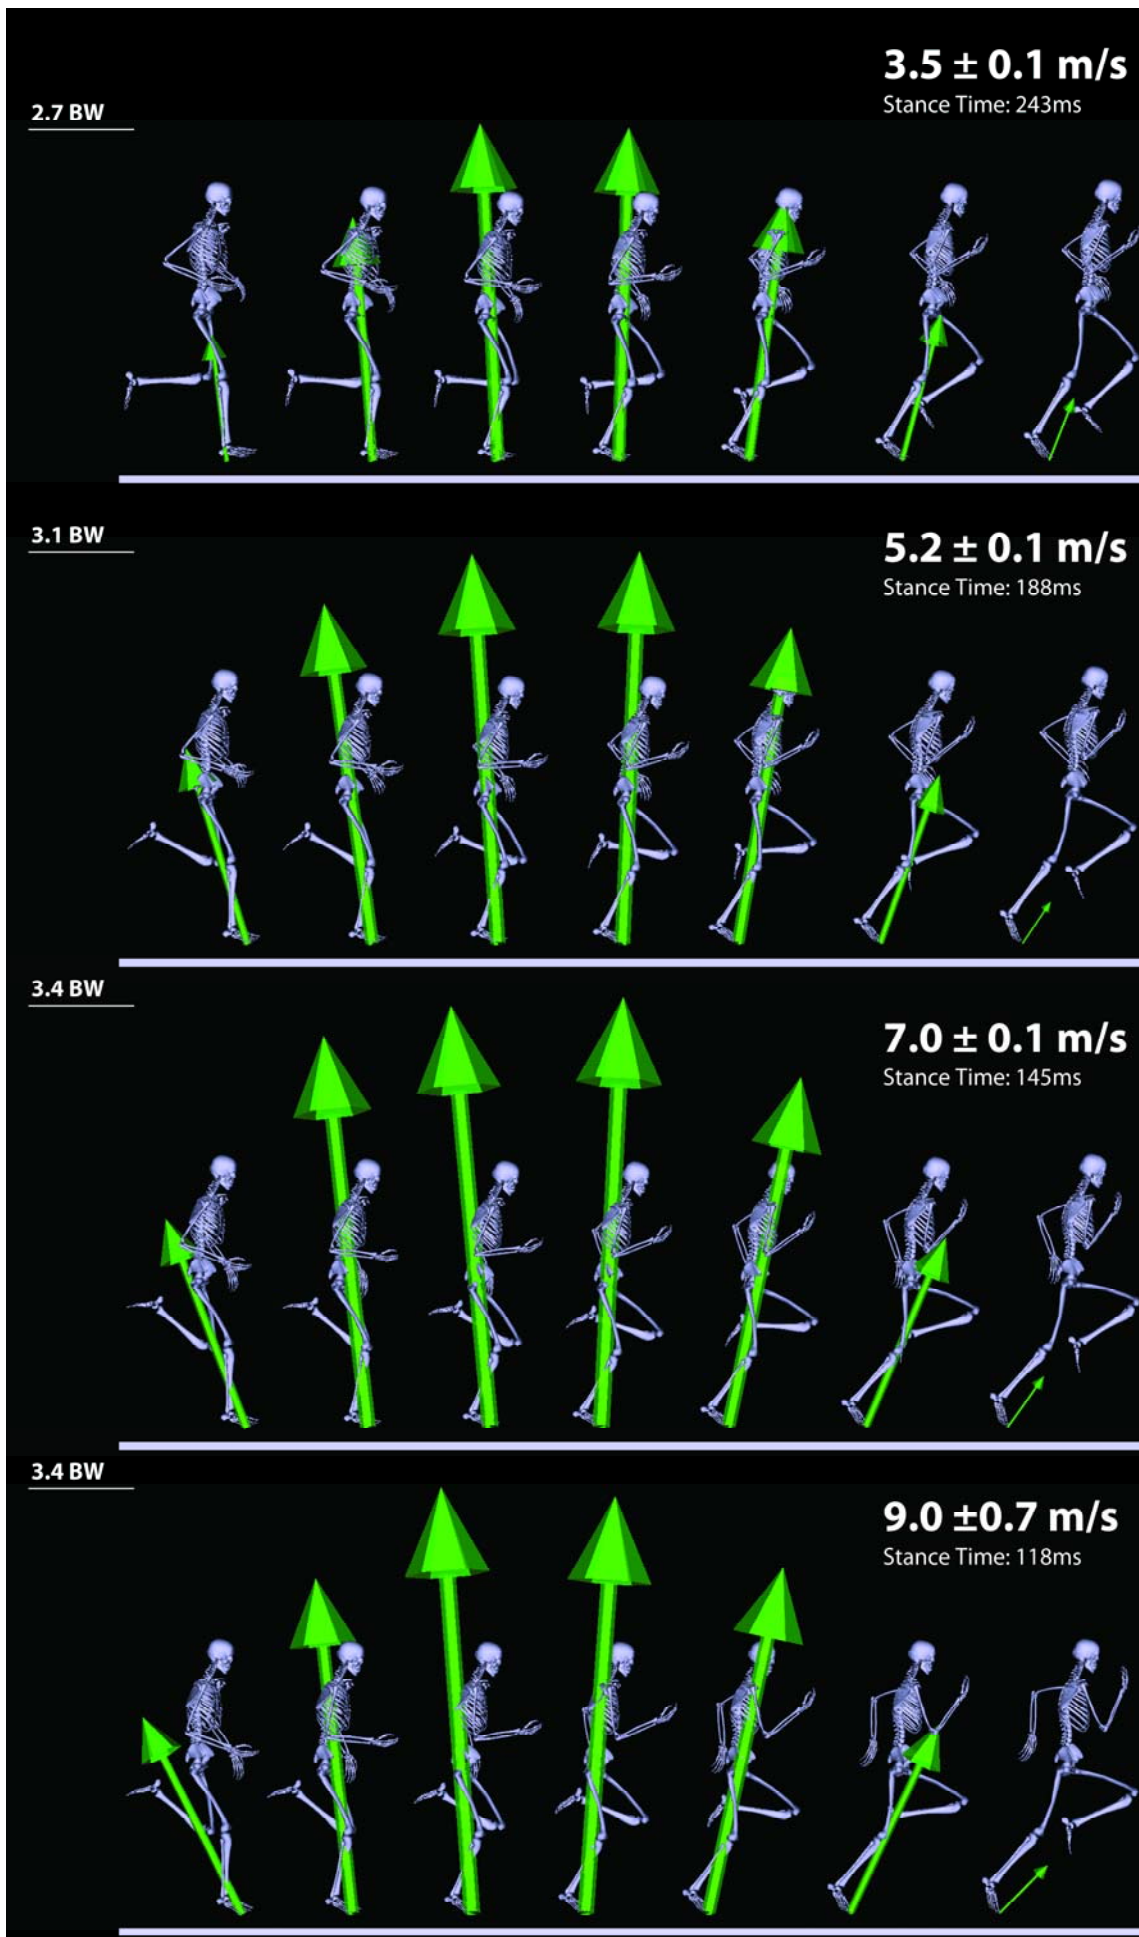 3.5 ± 0.1 m/s
Stance Time: 243ms
2.7 BW
3.1 BW
5.2 ± 0.1 m/s
Stance Time: 188ms
3.4 BW
7.0 ± 0.1 m/s
Stance Time: 145ms
3.4 BW
9.0 ±0.7 m/s
Stance Time: 118ms